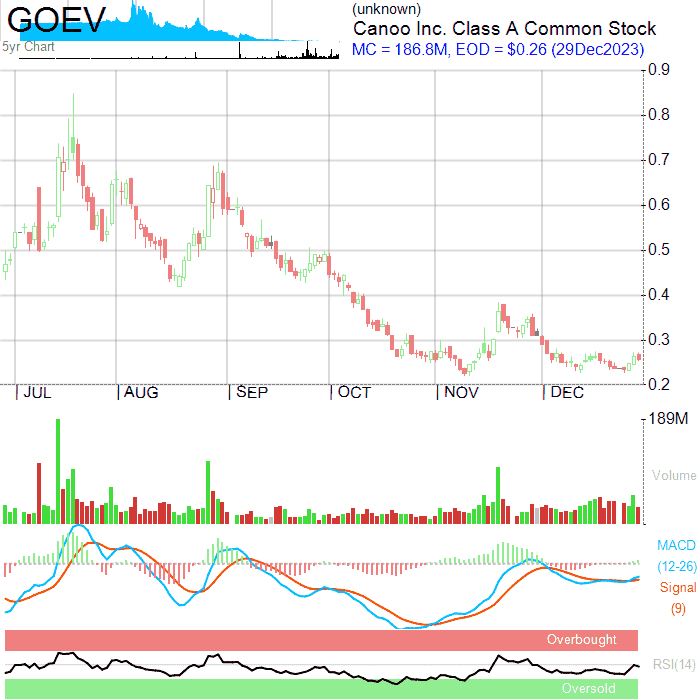 GOEV
5yr Chart
(unknown)
Canoo Inc. Class A Common Stock
MC = 186.8M, EOD = $0.26 (29Dec2023)
0.9
0.8
0.7
0.6
0.5
0.4
0.3
0.2
JUL AUG SEP OCT NOV DEC
189M
Volume
MACD
(12-26)
Signal
(9)
Overbought
RSI(14)
Oversold